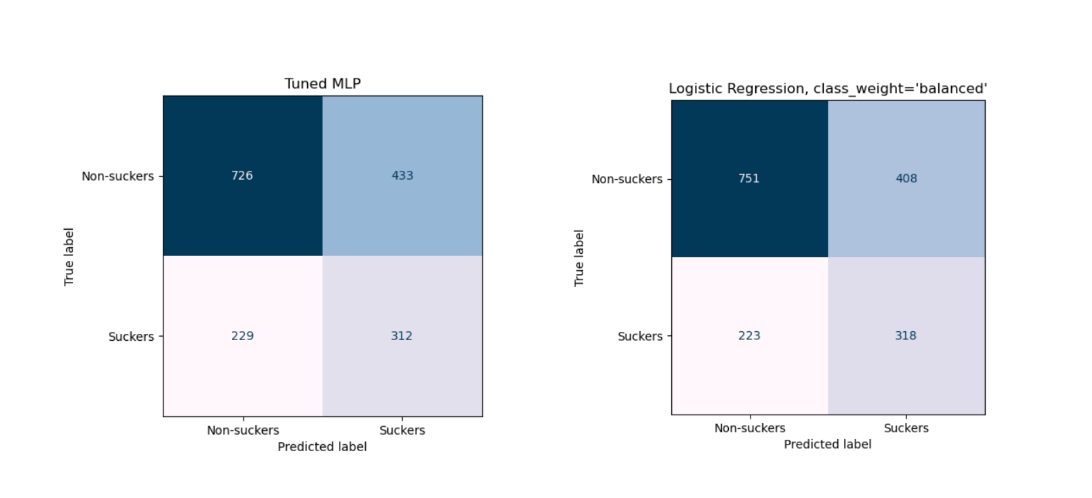 Tuned MLP
Non-suckers
726
433
True label
Suckers
229
312
Non-suckers
Suckers
Predicted label
Logistic Regression, class_weight='balanced'
Non-suckers
751
408
True label
Suckers
223
318
Non-suckers
Suckers
Predicted label